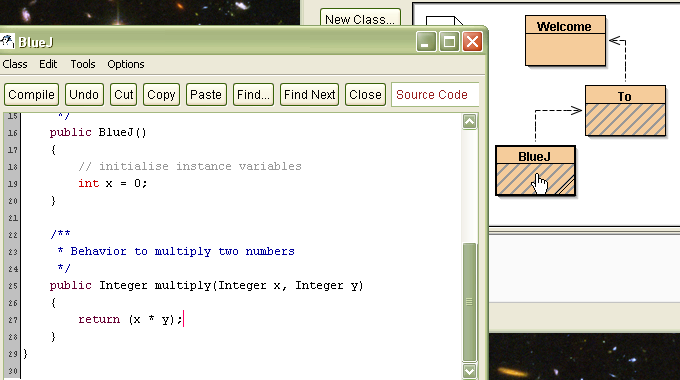 BlueJ
Class Edit Tools Options
Compile Undo Cut Copy Paste Find... Find Next Close Source Code
15 */
16 public BlueJ()
17 {
18 // initialise instance variables
19 int x = 0;
20 }
21
22 /**
23 * Behavior to multiply two numbers
24 */
25 public Integer multiply(Integer x, Integer y)
26 {
27 return (x * y);
28 }
29 }
30
New Class...
Welcome
To
BlueJ